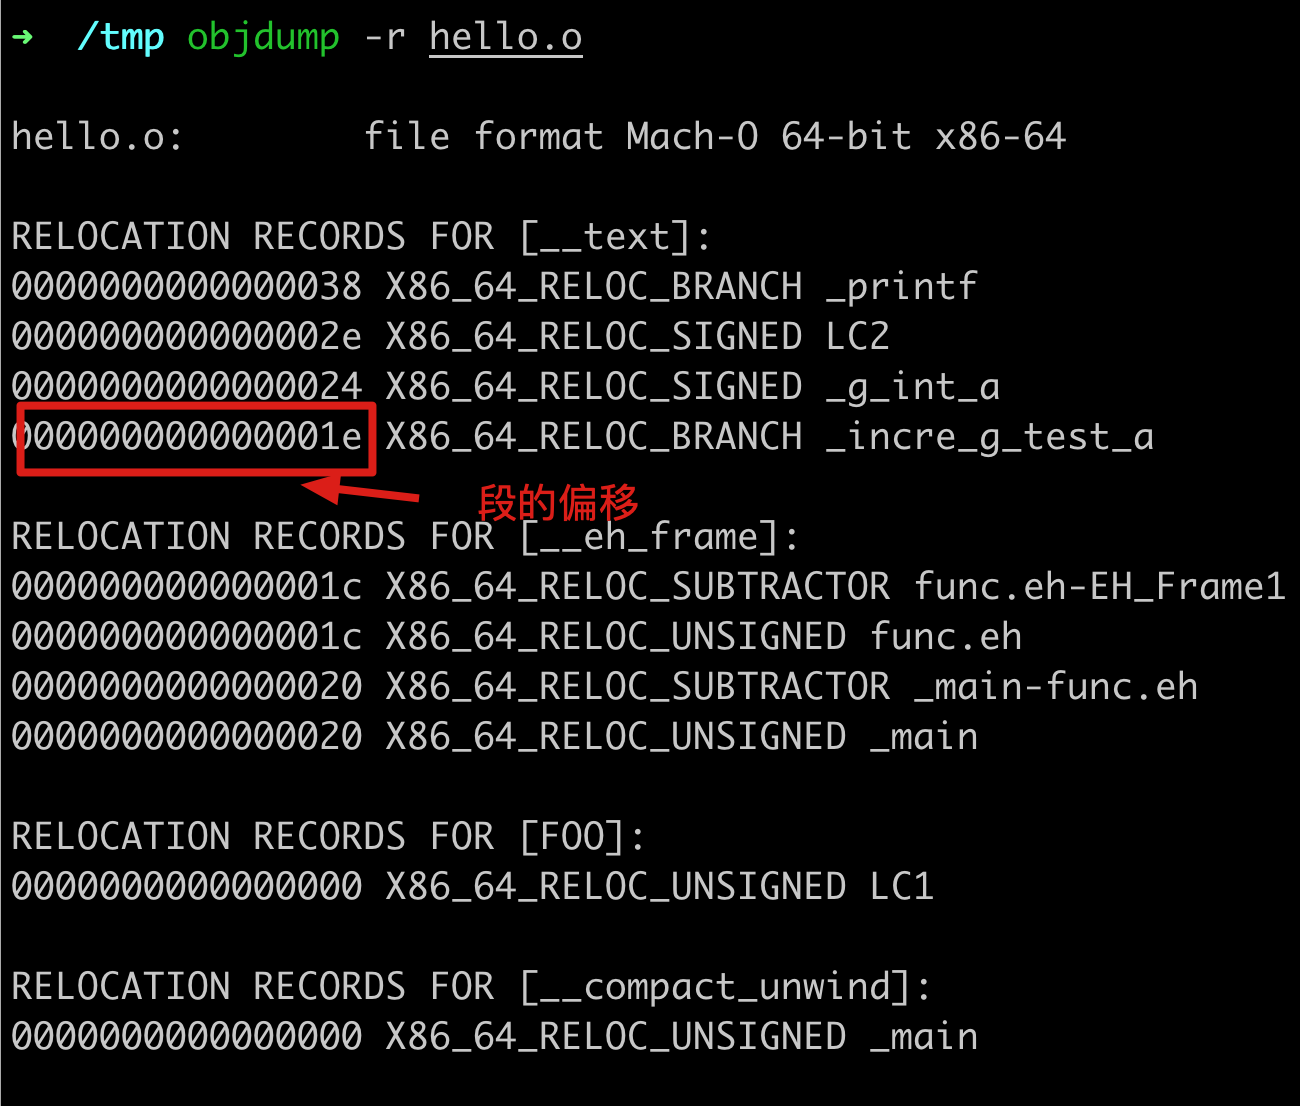 ➜  /tmp objdump -r hello.o
hello.o:        file format Mach-O 64-bit x86-64
RELOCATION RECORDS FOR [__text]:
0000000000000038 X86_64_RELOC_BRANCH _printf
000000000000002e X86_64_RELOC_SIGNED LC2
0000000000000024 X86_64_RELOC_SIGNED _g_int_a
000000000000001e X86_64_RELOC_BRANCH _incre_g_test_a
段的偏移
RELOCATION RECORDS FOR [__eh_frame]:
000000000000001c X86_64_RELOC_SUBTRACTOR func.eh-EH_Frame1
000000000000001c X86_64_RELOC_UNSIGNED func.eh
0000000000000020 X86_64_RELOC_SUBTRACTOR _main-func.eh
0000000000000020 X86_64_RELOC_UNSIGNED _main
RELOCATION RECORDS FOR [FOO]:
0000000000000000 X86_64_RELOC_UNSIGNED LC1
RELOCATION RECORDS FOR [__compact_unwind]:
0000000000000000 X86_64_RELOC_UNSIGNED _main